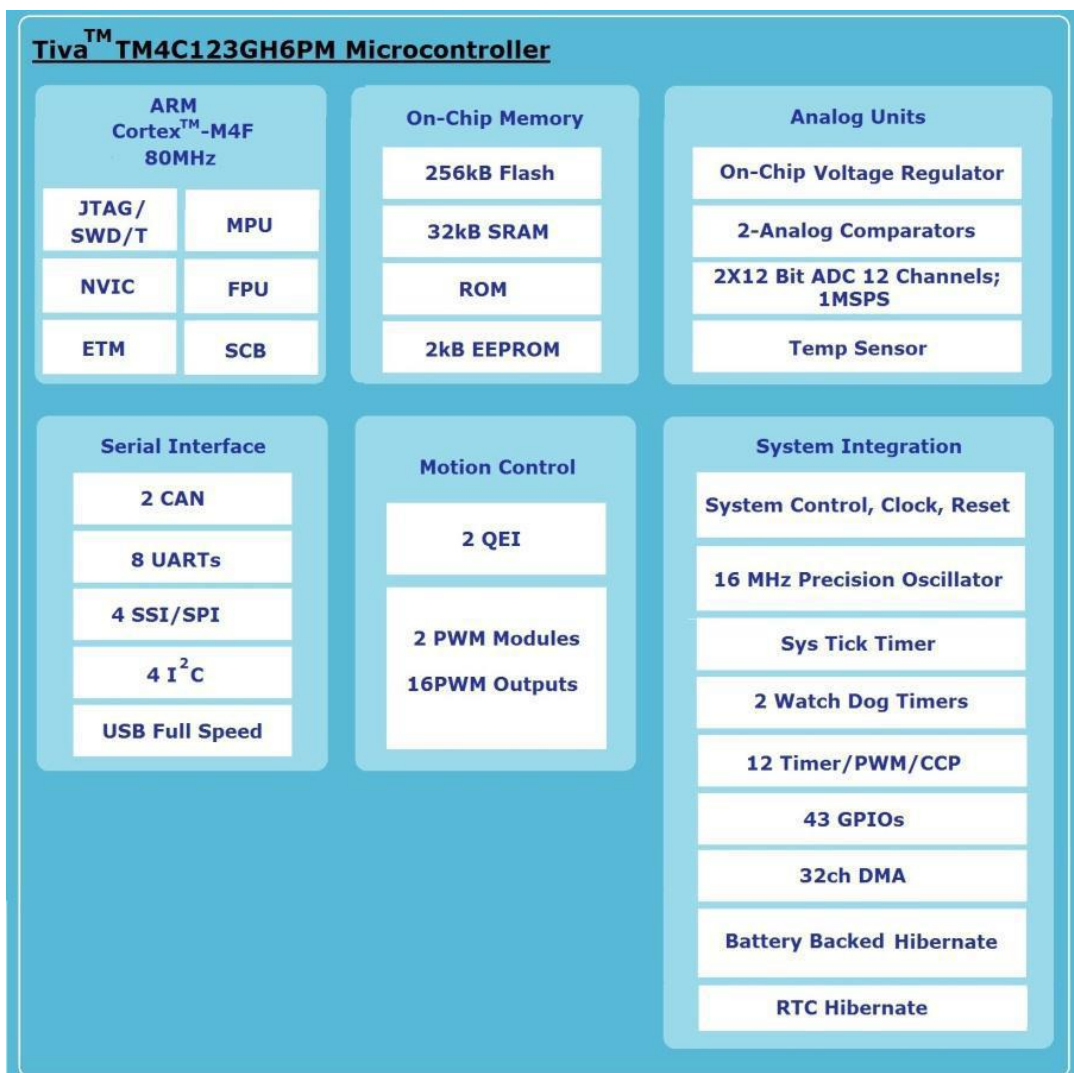 Tiva™ TM4C123GH6PM Microcontroller
ARM
Cortex™-M4F
80MHz
JTAG/
SWD/T
MPU
NVIC
FPU
ETM
SCB
On-Chip Memory
256kB Flash
32kB SRAM
ROM
2kB EEPROM
Analog Units
On-Chip Voltage Regulator
2-Analog Comparators
2X12 Bit ADC 12 Channels;
1MSPS
Temp Sensor
Serial Interface
2 CAN
8 UARTs
4 SSI/SPI
4 I²C
USB Full Speed
Motion Control
2 QEI
2 PWM Modules
16PWM Outputs
System Integration
System Control, Clock, Reset
16 MHz Precision Oscillator
Sys Tick Timer
2 Watch Dog Timers
12 Timer/PWM/CCP
43 GPIOs
32ch DMA
Battery Backed Hibernate
RTC Hibernate